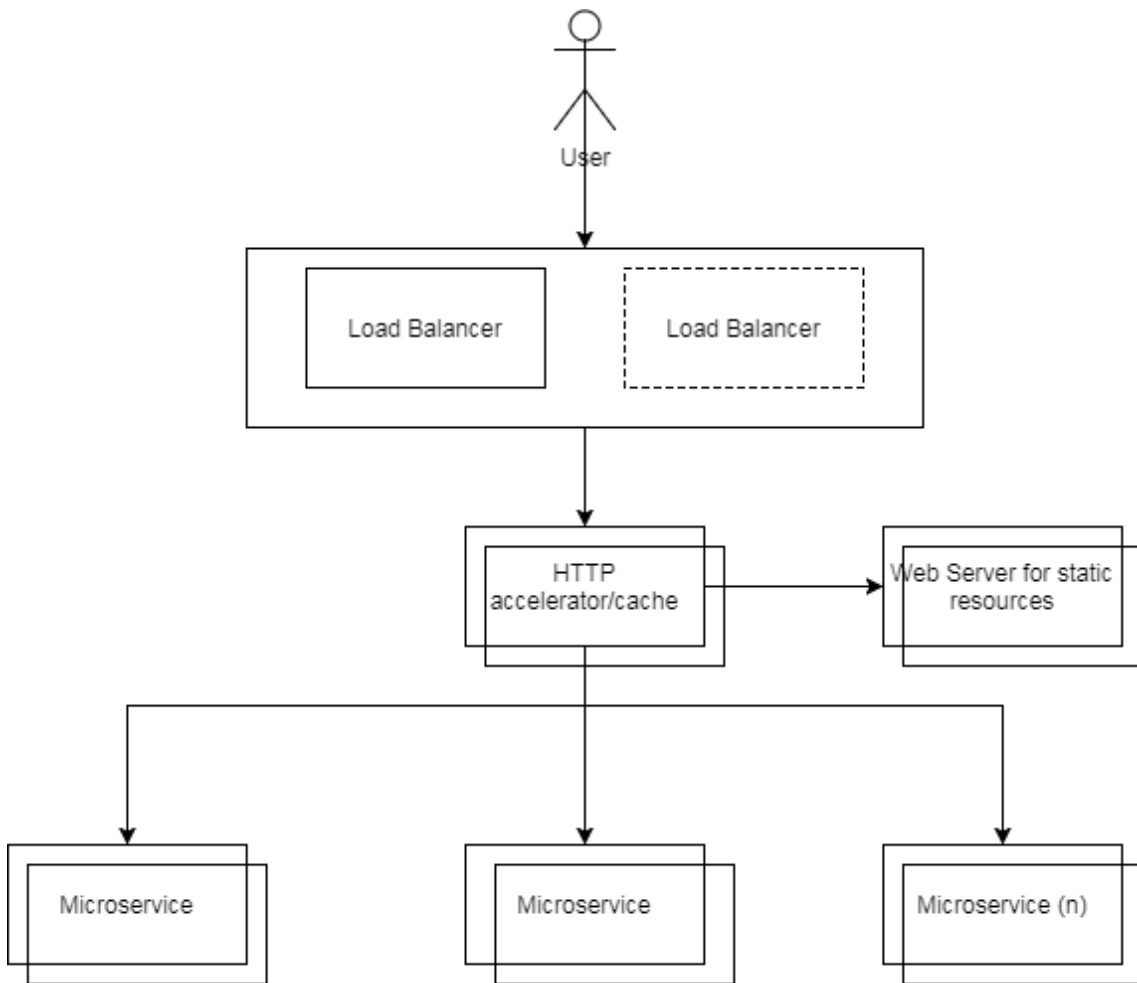 User
Load Balancer
Load Balancer
HTTP
accelerator/cache
Web Server for static
resources
Microservice
Microservice
Microservice (n)